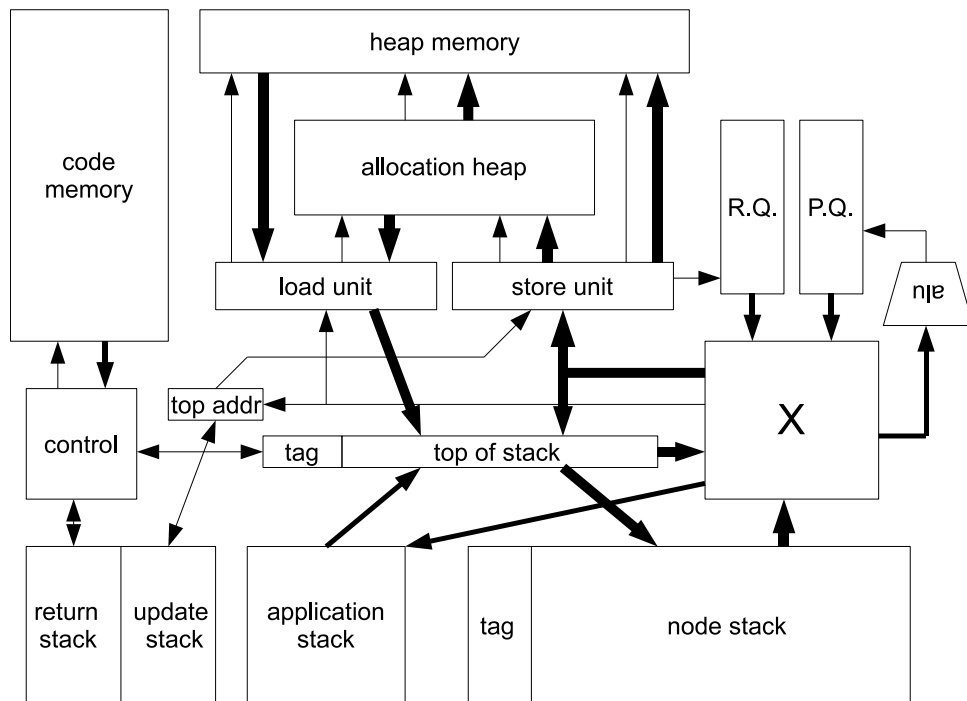 heap memory
code
memory
allocation heap
R.Q.
P.Q.
load unit
store unit
alu
top addr
X
control
tag
top of stack
return
stack
update
stack
application
stack
tag
node stack